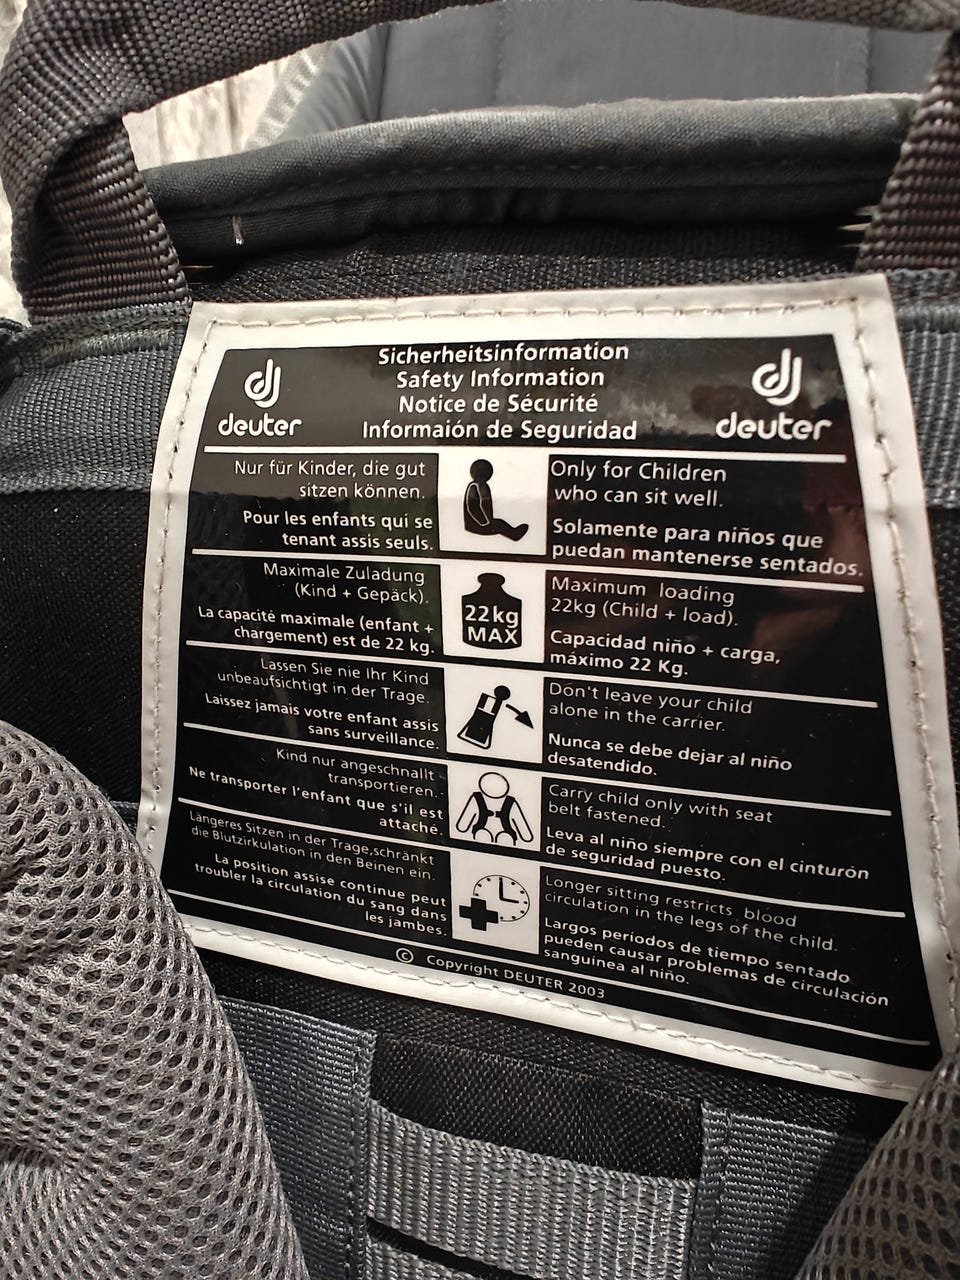 deuter
Sicherheitsinformation
Safety Information
Notice de Sécurité
Informaión de Seguridad
deuter
Nur für Kinder, die gut
sitzen können.
Pour les enfants qui se
tenant assis seuls.
Only for Children
who can sit well.
Solamente para niños que
puedan mantenerse sentados.
Maximale Zuladung
(Kind + Gepäck).
La capacité maximale (enfant +
chargement) est de 22 kg.
22kg
MAX
Maximum loading
22kg (Child + load).
Capacidad niño + carga,
máximo 22 Kg.
Lassen Sie nie Ihr Kind
unbeaufsichtigt in der Trage.
Laissez jamais votre enfant assis
sans surveillance.
Don't leave your child
alone in the carrier.
Nunca se debe dejar al niño
desatendido.
Kind nur angeschnallt
transportieren.
Ne transporter l'enfant que s'il est
attaché.
Carry child only with seat
belt fastened.
Leva al niño siempre con el cinturón
de seguridad puesto.
Längeres Sitzen in der Trage,schränkt
die Blutzirkulation in den Beinen ein.
La position assise continue peut
troubler la circulation du sang dans
les jambes.
Longer sitting restricts blood
circulation in the legs of the child.
Largos períodos de tiempo sentado
pueden causar problemas de circulación
sanguínea al niño.
© Copyright DEUTER 2003